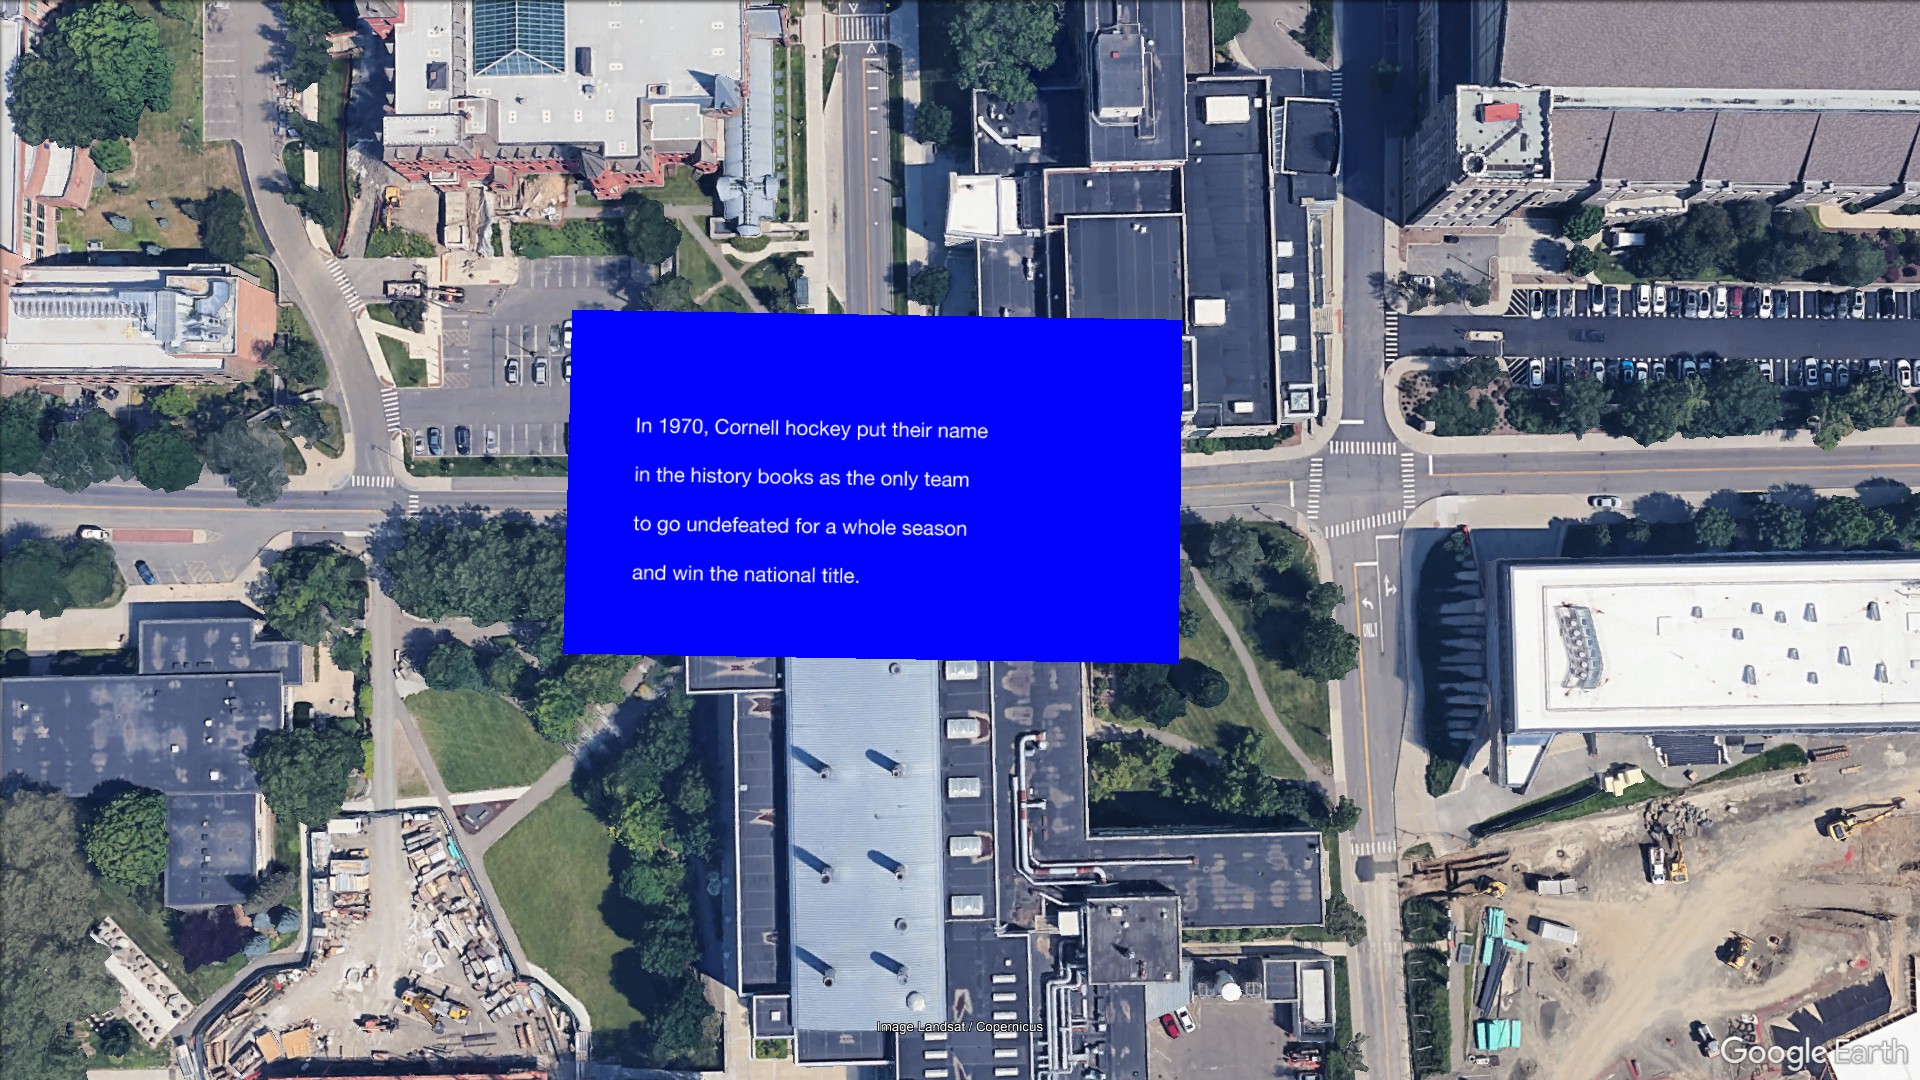 In 1970, Cornell hockey put their name
in the history books as the only team
to go undefeated for a whole season
and win the national title.
ONLY
Image Landsat / Copernicus
Google Earth